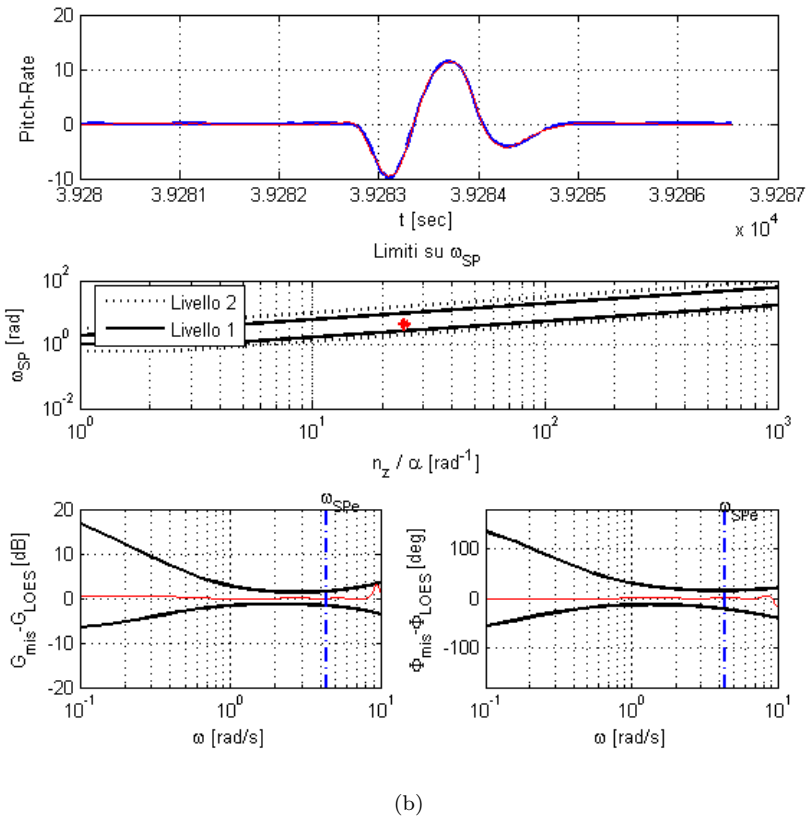 20
10
0
-10
Pitch-Rate
3.928 3.9281 3.9282 3.9283 3.9284 3.9285 3.9286 3.9287
t [sec]
x 10^4
Limiti su ω_SP
10^2
10^0
10^-2
ω_SP [rad]
Livello 2
Livello 1
10^0 10^1 10^2 10^3
n_z / α [rad^-1]
ω_SPe
20
10
0
-10
-20
G_mis-G_LOES [dB]
10^-1 10^0 10^1
ω [rad/s]
ω_SPe
100
0
-100
Φ_mis-Φ_LOES [deg]
10^-1 10^0 10^1
ω [rad/s]
(b)